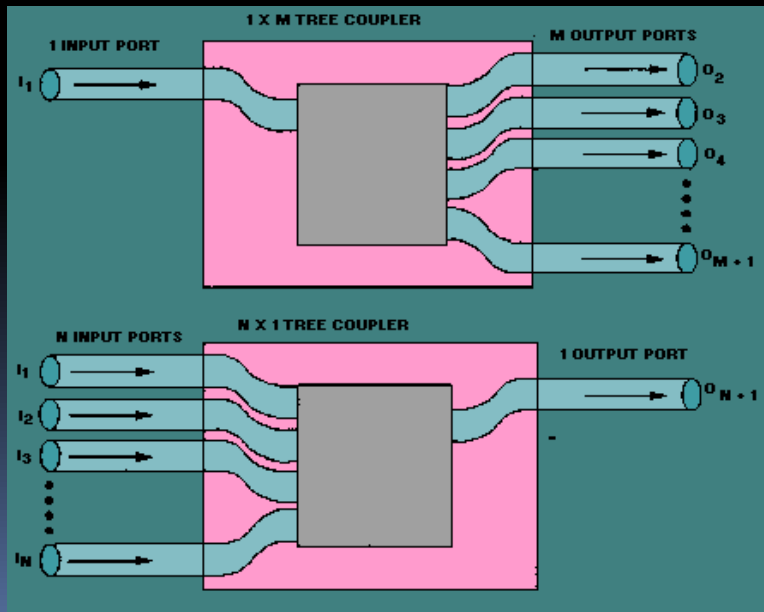 1 X M TREE COUPLER
1 INPUT PORT
M OUTPUT PORTS
I1
O2
O3
O4
OM + 1
N X 1 TREE COUPLER
N INPUT PORTS
1 OUTPUT PORT
I1
I2
I3
IN
ON + 1